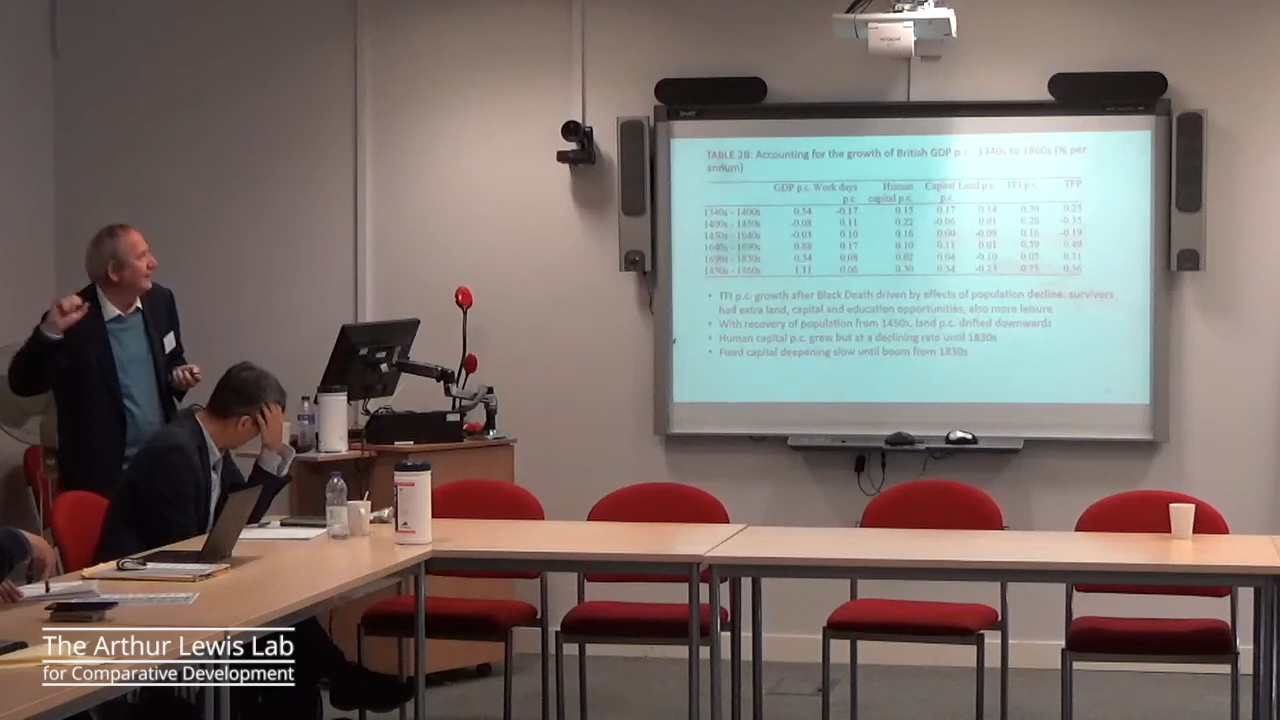 TABLE 2B: Accounting for the growth of British GDP p.c. 1340s to 1860s (% per
annum)
GDP p.c. Work days Human Capital Land p.c. TFI p.c. TFP
p.c. capital p.c. p.c.
1340s - 1400s 0.54 -0.17 0.15 0.17 0.14 0.30 0.25
1400s - 1450s -0.08 0.11 0.22 -0.06 0.01 0.28 -0.35
1450s - 1640s -0.03 0.10 0.16 0.00 -0.09 0.16 -0.19
1640s - 1690s 0.88 0.17 0.10 0.11 0.01 0.39 0.49
1690s - 1830s 0.34 0.08 0.02 0.04 -0.10 0.03 0.31
1830s - 1860s 1.11 0.06 0.30 0.34 -0.23 0.75 0.36
• TFI p.c. growth after Black Death driven by effects of population decline: survivors
had extra land, capital and education opportunities, also more leisure
• With recovery of population from 1450s, land p.c. drifted downwards
• Human capital p.c. grew but at a declining rate until 1830s
• Fixed capital deepening slow until boom from 1830s
The Arthur Lewis Lab
for Comparative Development